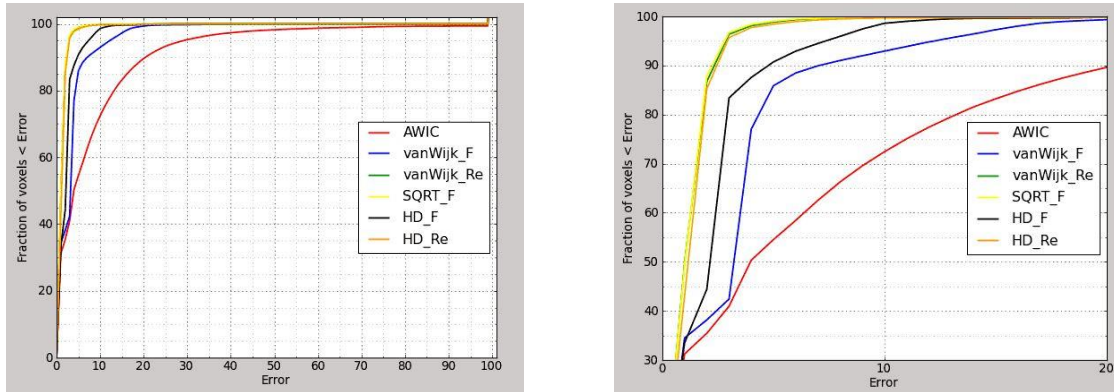 100
80
60
40
20
0
0 10 20 30 40 50 60 70 80 90 100
Fraction of voxels < Error
Error
AWIC
vanWijk_F
vanWijk_Re
SQRT_F
HD_F
HD_Re
100
90
80
70
60
50
40
30
0 10 20
Fraction of voxels < Error
Error
AWIC
vanWijk_F
vanWijk_Re
SQRT_F
HD_F
HD_Re